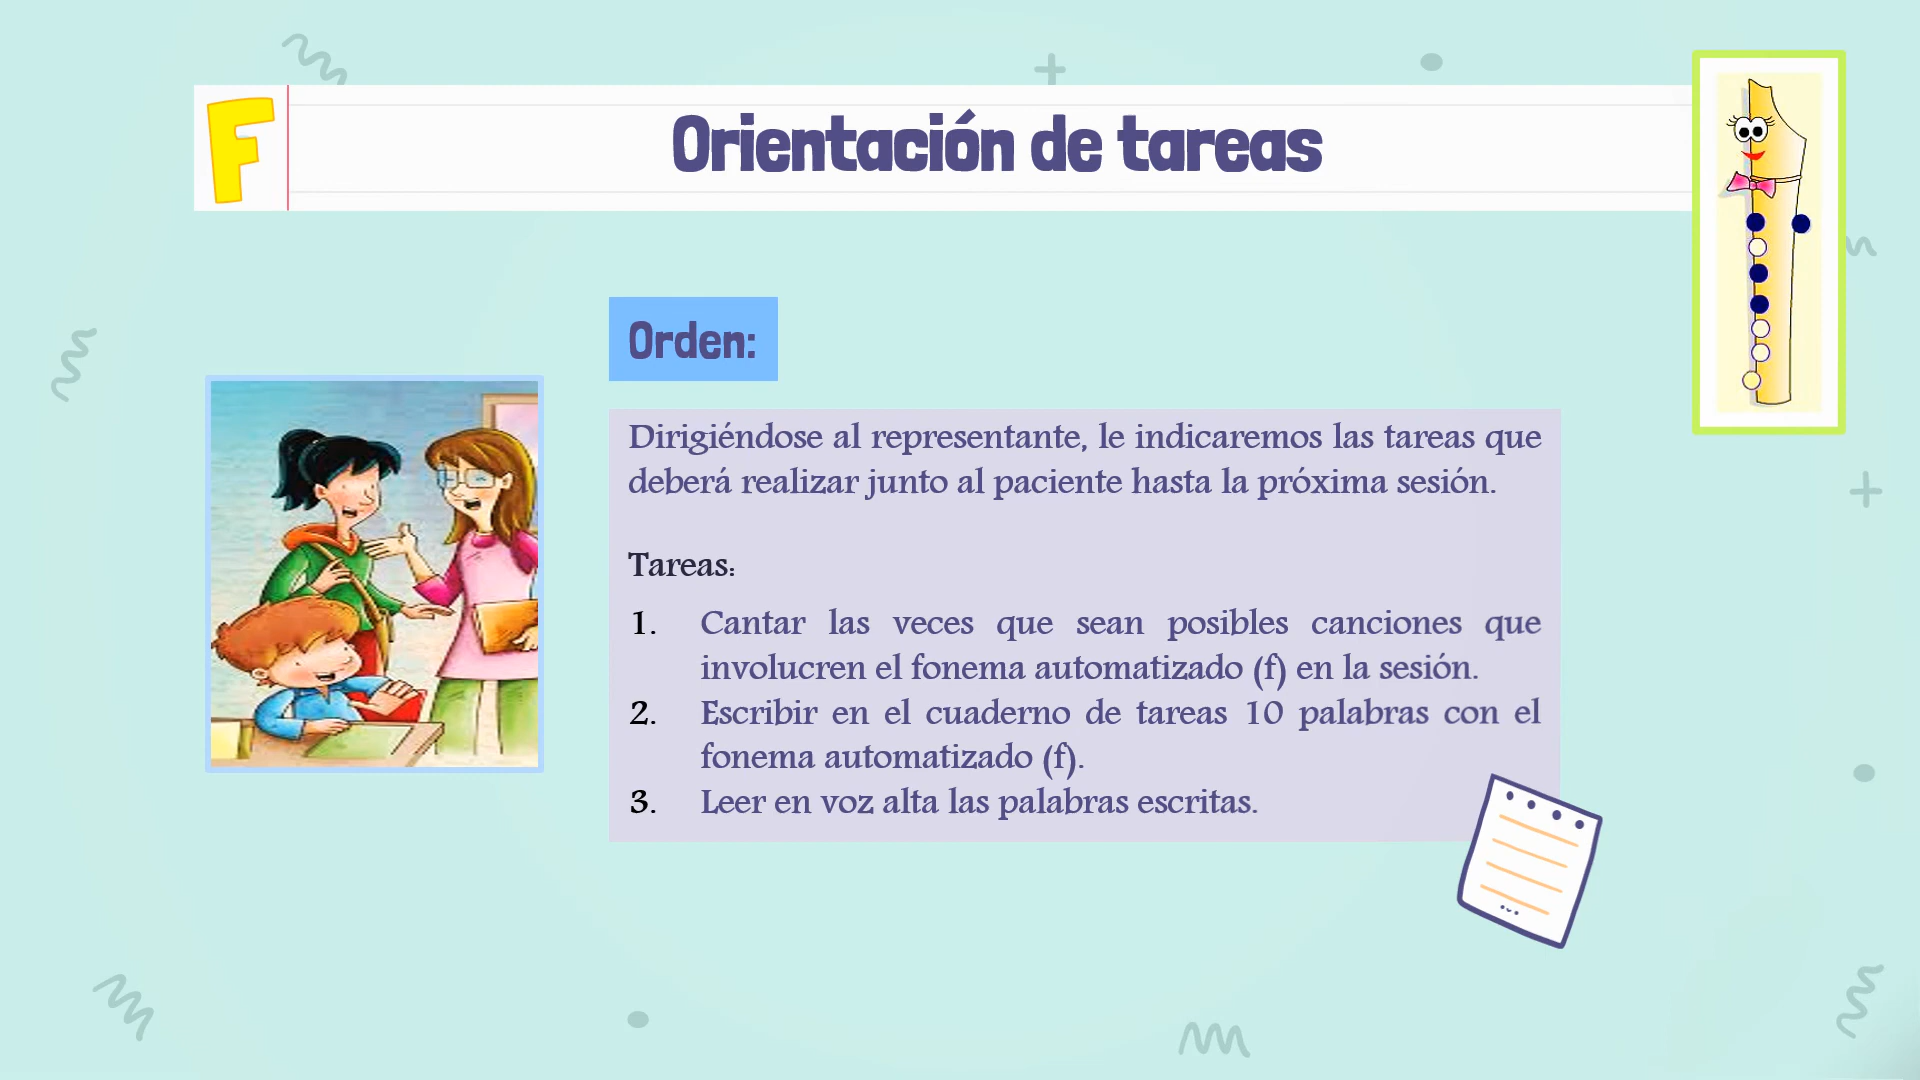 F
Orientación de tareas
Orden:
Dirigiéndose al representante, le indicaremos las tareas que
deberá realizar junto al paciente hasta la próxima sesión.
Tareas:
1. Cantar las veces que sean posibles canciones que
involucren el fonema automatizado (f) en la sesión.
2. Escribir en el cuaderno de tareas 10 palabras con el
fonema automatizado (f).
3. Leer en voz alta las palabras escritas.